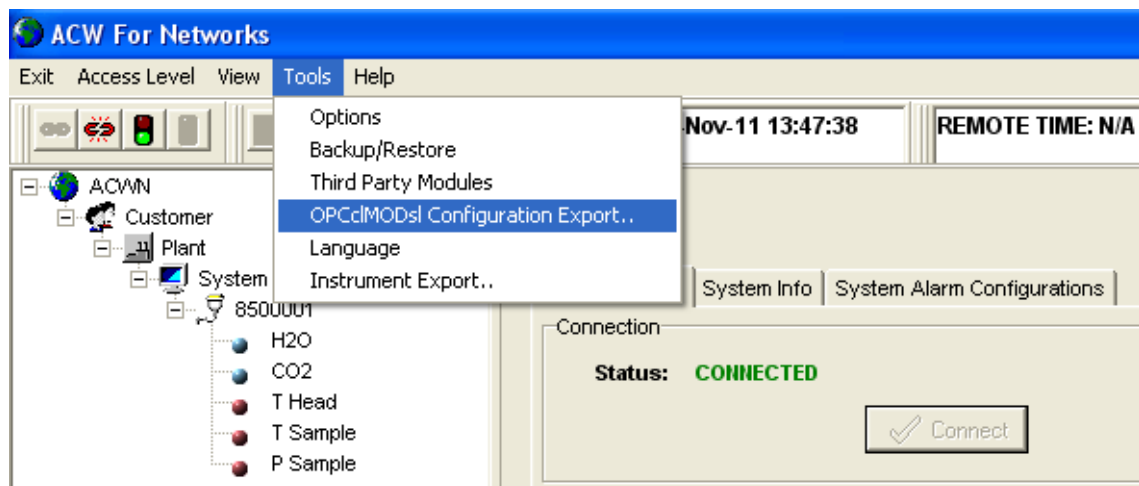 ACW For Networks
Exit Access Level View Tools Help
Options
Backup/Restore
Third Party Modules
OPCclMODsl Configuration Export..
Language
Instrument Export..
Nov-11 13:47:38
REMOTE TIME: N/A
ACWN
Customer
Plant
System
8500001
H2O
CO2
T Head
T Sample
P Sample
System Info
System Alarm Configurations
Connection
Status: CONNECTED
Connect